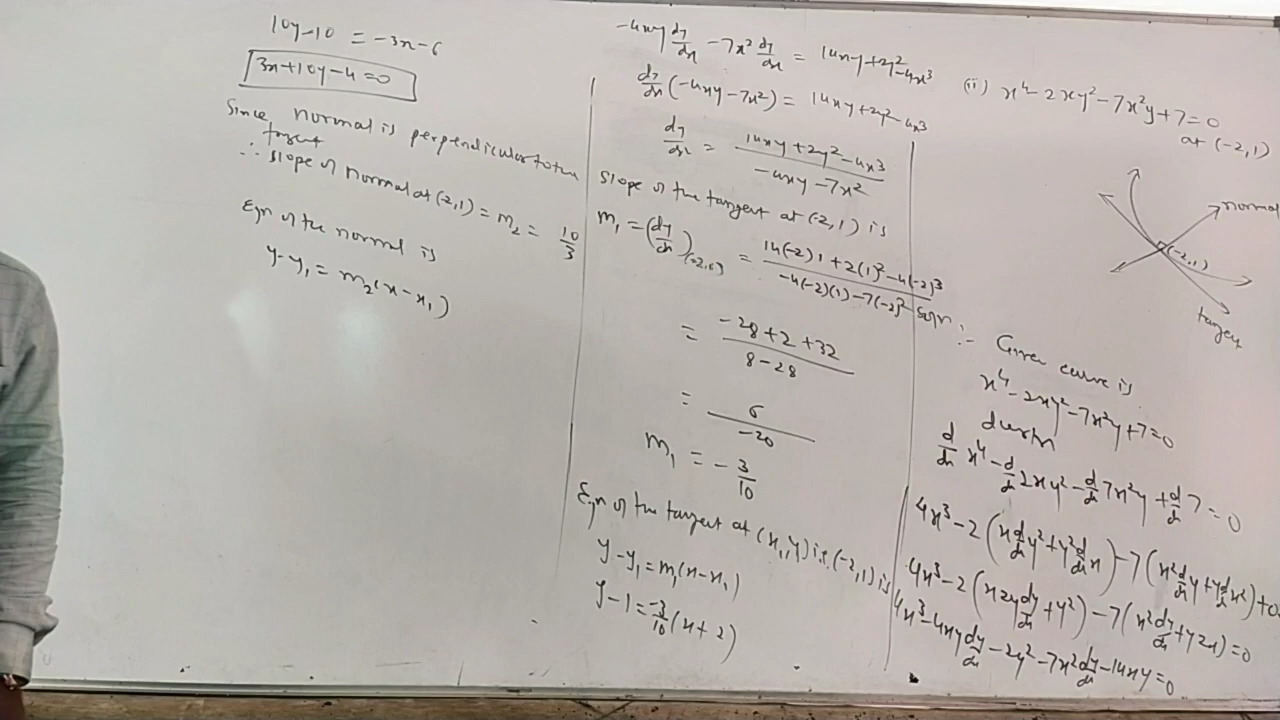 (ii) x⁴ - 2xy² - 7x²y + 7 = 0
at (-2,1)
normal
(-2,1)
tangent
Soln :-
Given curve is
x⁴ - 2xy² - 7x²y + 7 = 0
d w r to x
d/dx x⁴ - d/dx 2xy² - d/dx 7x²y + d/dx 7 = 0
4x³ - 2(x d/dx y² + y² d/dx x) - 7(x² d/dx y + y d/dx x²) + 0
4x³ - 2(x2y dy/dx + y²) - 7(x² dy/dx + y2x) = 0
4x³ - 4xy dy/dx - 2y² - 7x² dy/dx - 14xy = 0
-4xy dy/dx - 7x² dy/dx = 14xy + 2y² - 4x³
dy/dx (-4xy - 7x²) = 14xy + 2y² - 4x³
dy/dx = (14xy + 2y² - 4x³)/(-4xy - 7x²)
Slope of the tangent at (-2,1) is
m₁ = (dy/dx)(-2,1) = (14(-2)1 + 2(1)² - 4(-2)³)/(-4(-2)(1) - 7(-2)²)
= (-28 + 2 + 32)/(8 - 28)
= 6/-20
m₁ = -3/10
Eqn of the tangent at (x₁,y₁) i.e. (-2,1) is
y - y₁ = m₁(x - x₁)
y - 1 = -3/10 (x + 2)
10y - 10 = -3x - 6
3x + 10y - 4 = 0
Since normal is perpendicular to the
tangent
∴ Slope of normal at (-2,1) = m₂ = 10/3
Eqn of the normal is
y - y₁ = m₂(x - x₁)